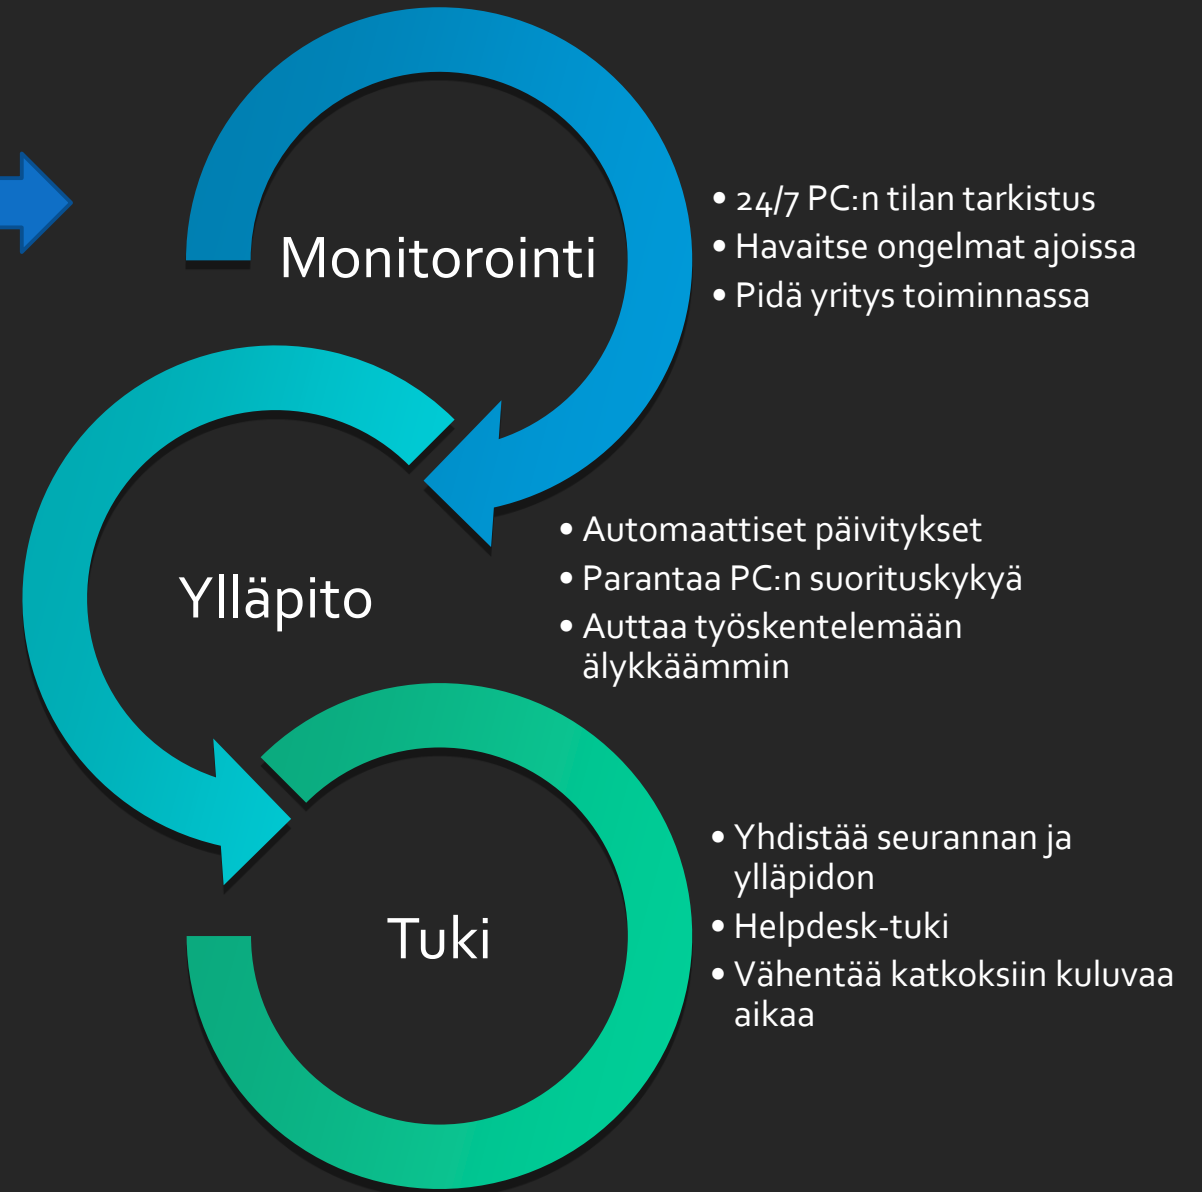 Monitorointi
• 24/7 PC:n tilan tarkistus
• Havaitse ongelmat ajoissa
• Pidä yritys toiminnassa
Ylläpito
• Automaattiset päivitykset
• Parantaa PC:n suorituskykyä
• Auttaa työskentelemään
älykkäämmin
Tuki
• Yhdistää seurannan ja
ylläpidon
• Helpdesk-tuki
• Vähentää katkoksiin kuluvaa
aikaa